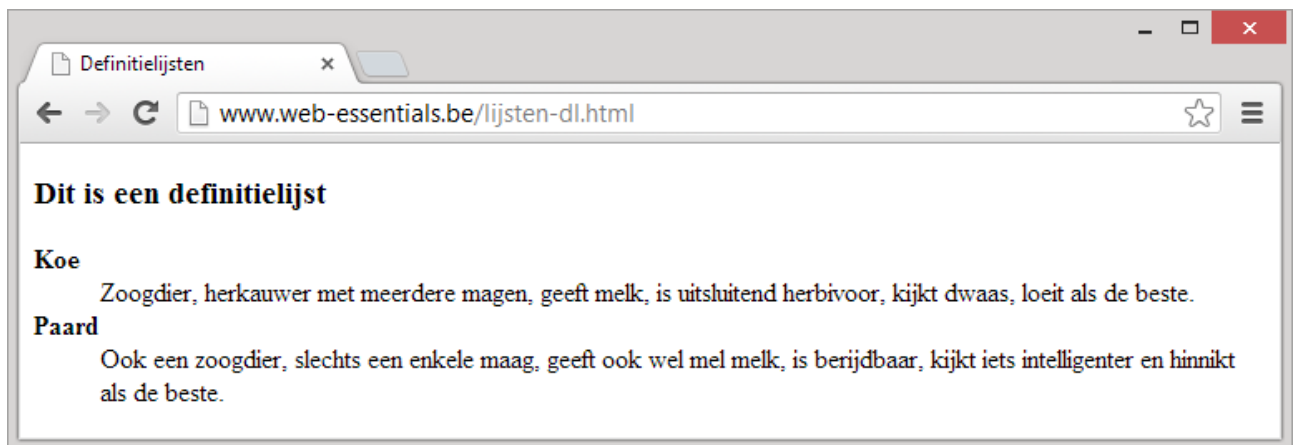 Definitielijsten
www.web-essentials.be/lijsten-dl.html
Dit is een definitielijst
Koe
Zoogdier, herkauwer met meerdere magen, geeft melk, is uitsluitend herbivoor, kijkt dwaas, loeit als de beste.
Paard
Ook een zoogdier, slechts een enkele maag, geeft ook wel mel melk, is berijdbaar, kijkt iets intelligenter en hinnikt
als de beste.